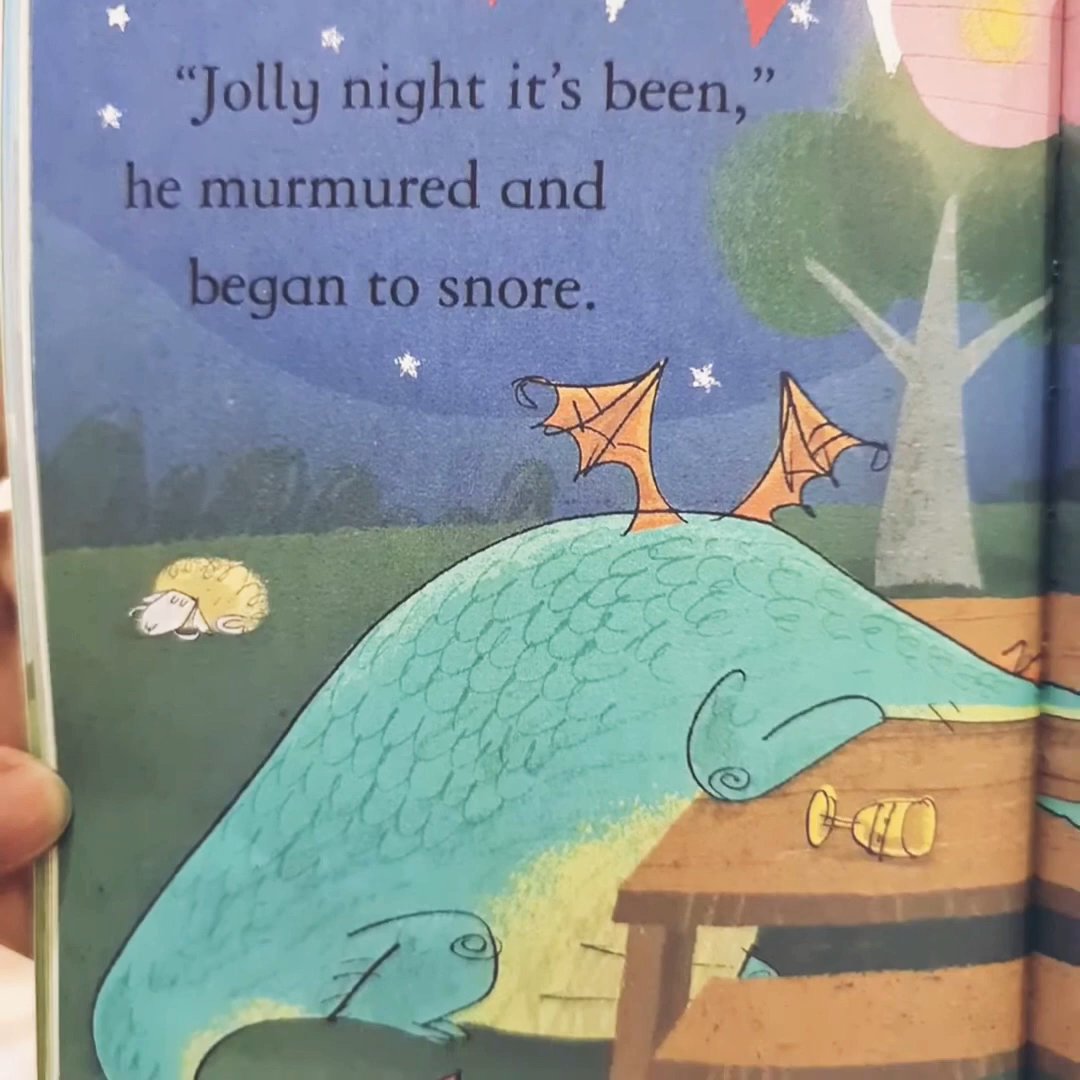 “Jolly night it’s been,”
he murmured and
began to snore.